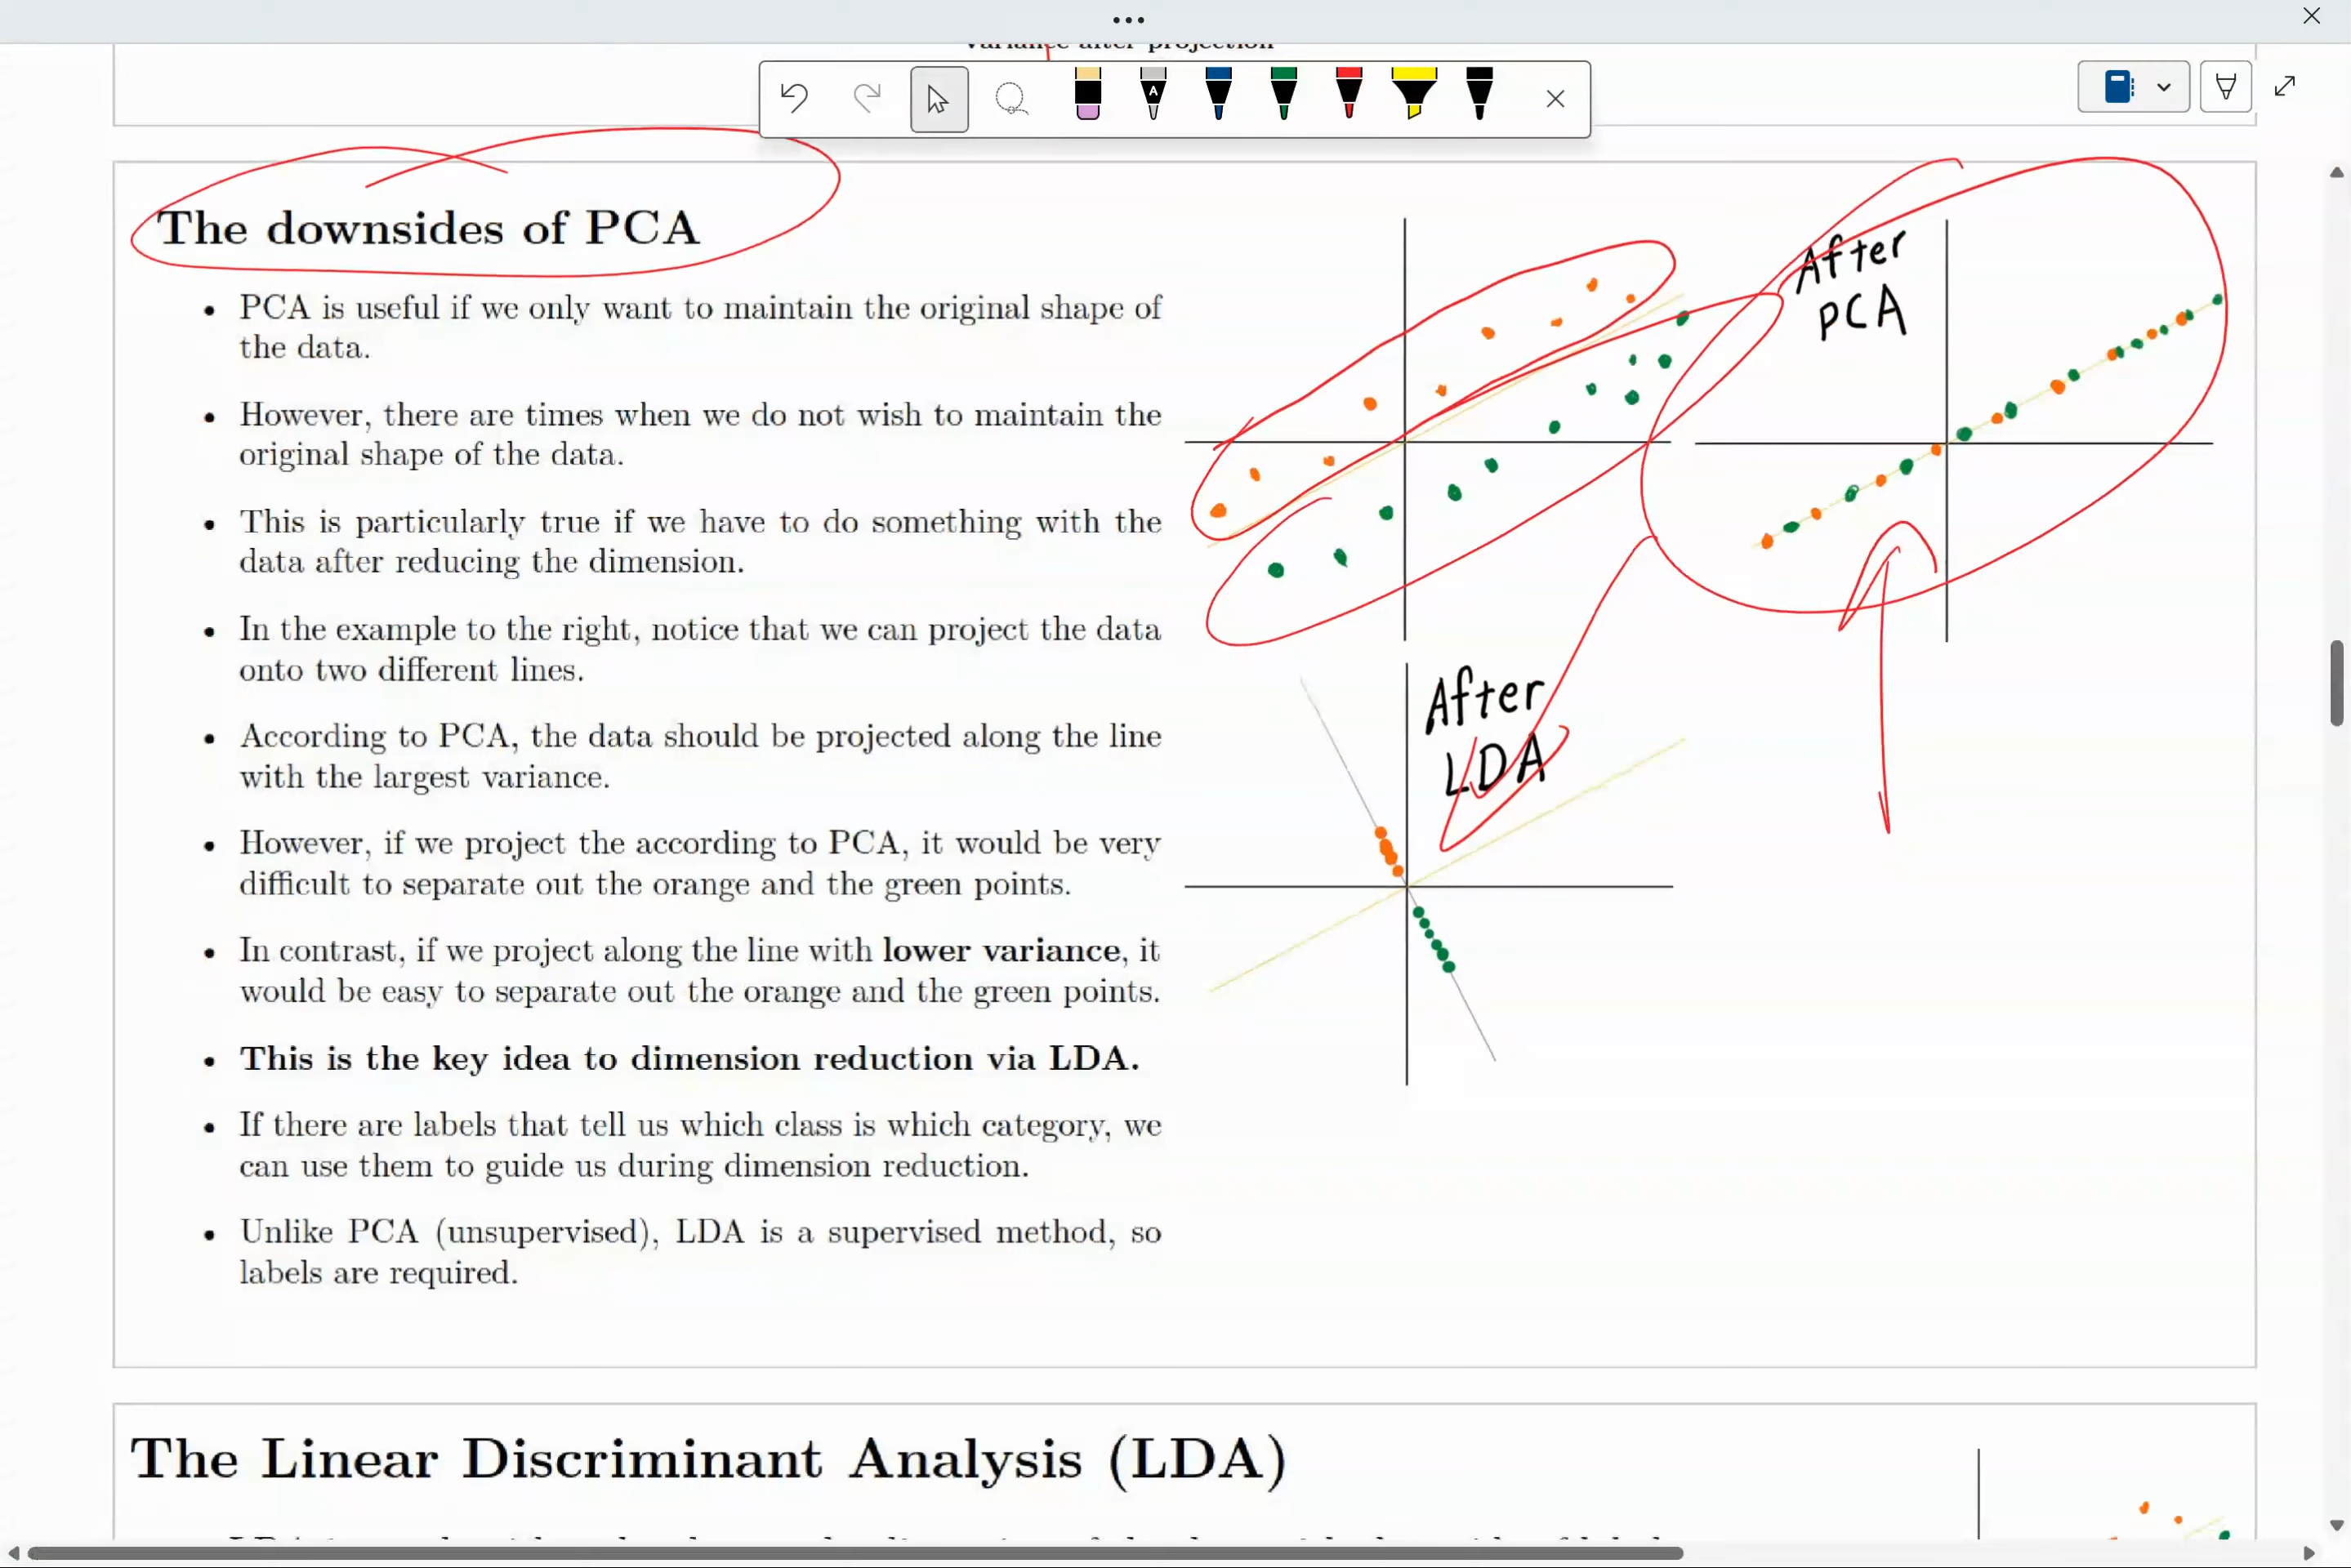 variance after projection
A
The downsides of PCA
• PCA is useful if we only want to maintain the original shape of
the data.
• However, there are times when we do not wish to maintain the
original shape of the data.
• This is particularly true if we have to do something with the
data after reducing the dimension.
• In the example to the right, notice that we can project the data
onto two different lines.
• According to PCA, the data should be projected along the line
with the largest variance.
• However, if we project the according to PCA, it would be very
difficult to separate out the orange and the green points.
• In contrast, if we project along the line with lower variance, it
would be easy to separate out the orange and the green points.
• This is the key idea to dimension reduction via LDA.
• If there are labels that tell us which class is which category, we
can use them to guide us during dimension reduction.
• Unlike PCA (unsupervised), LDA is a supervised method, so
labels are required.
After
PCA
After
LDA
The Linear Discriminant Analysis (LDA)